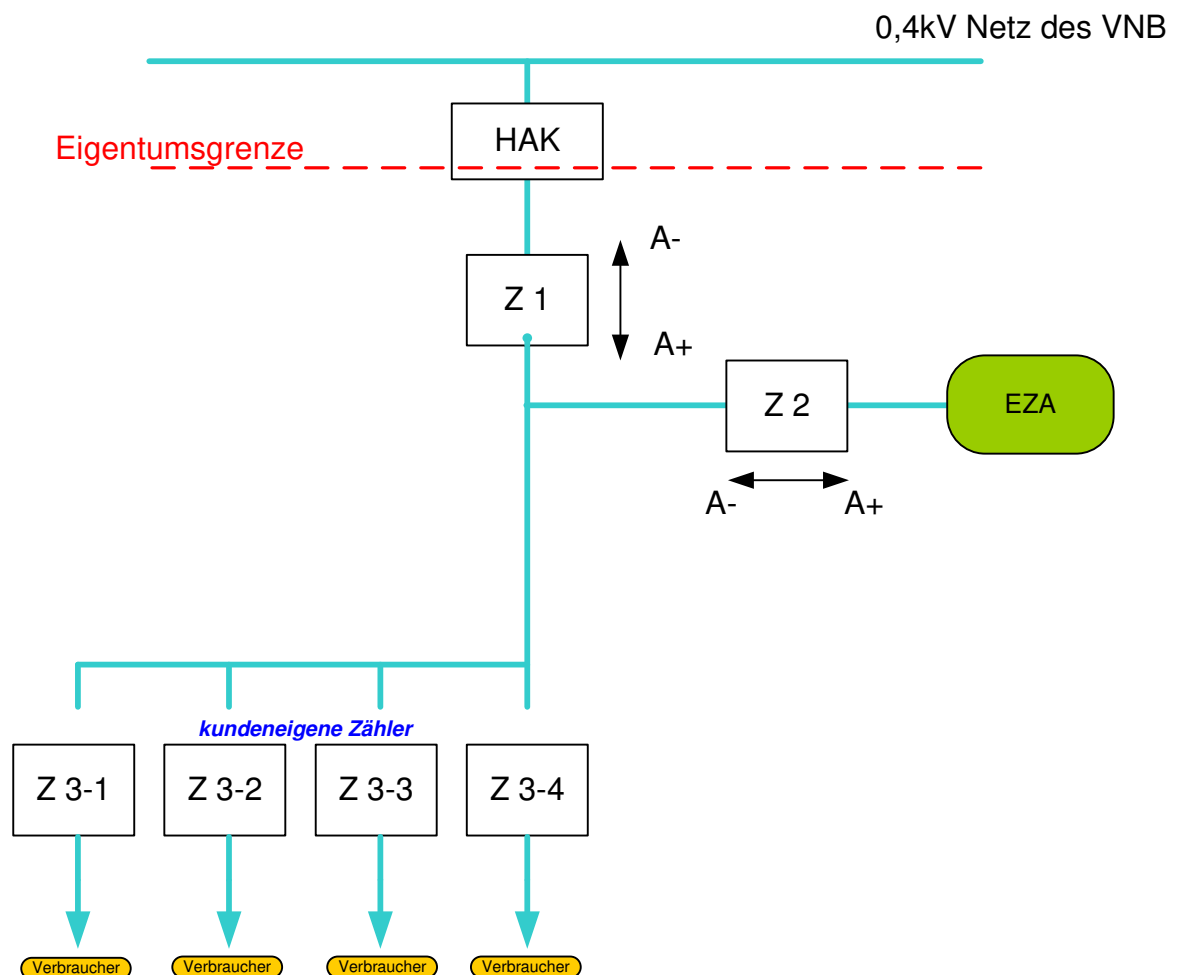 0,4kV Netz des VNB
HAK
Eigentumsgrenze
A-
Z 1
A+
Z 2
EZA
A-
A+
kundeneigene Zähler
Z 3-1
Z 3-2
Z 3-3
Z 3-4
Verbraucher
Verbraucher
Verbraucher
Verbraucher